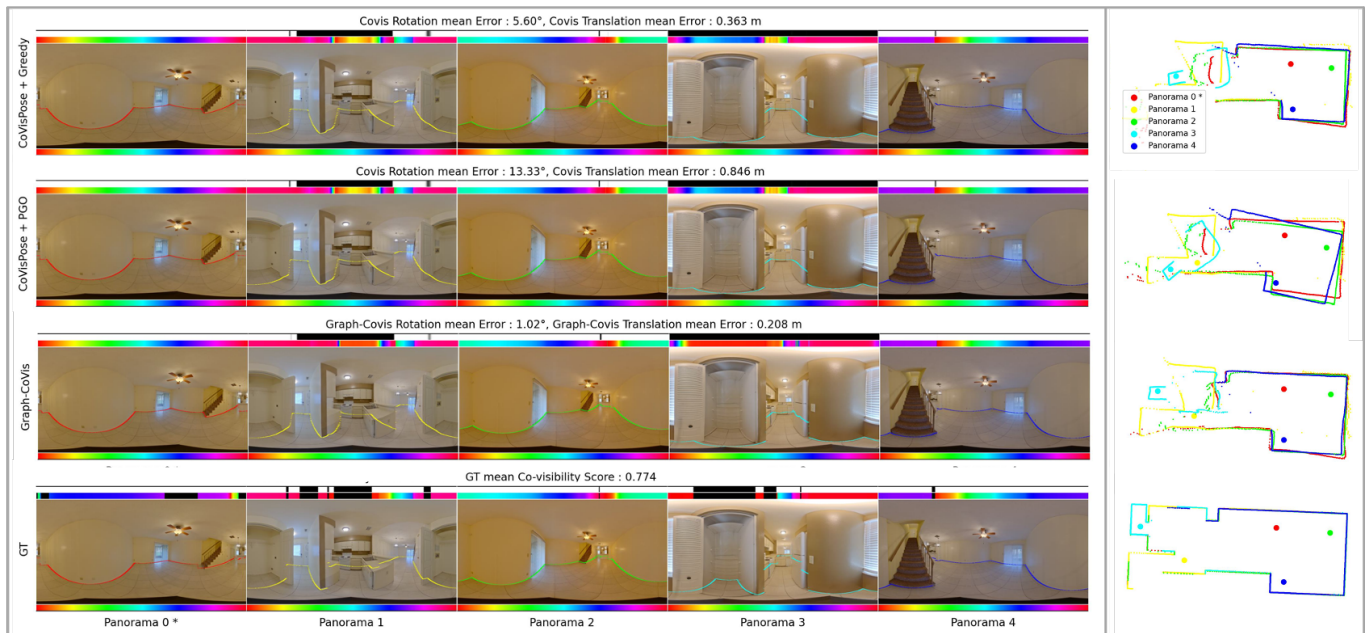 Covis Rotation mean Error : 5.60°, Covis Translation mean Error : 0.363 m
CoVisPose + Greedy
Panorama 0 *
Panorama 1
Panorama 2
Panorama 3
Panorama 4
Covis Rotation mean Error : 13.33°, Covis Translation mean Error : 0.846 m
CoVisPose + PGO
Graph-Covis Rotation mean Error : 1.02°, Graph-Covis Translation mean Error : 0.208 m
Graph-CoVis
GT mean Co-visibility Score : 0.774
GT
Panorama 0 *
Panorama 1
Panorama 2
Panorama 3
Panorama 4